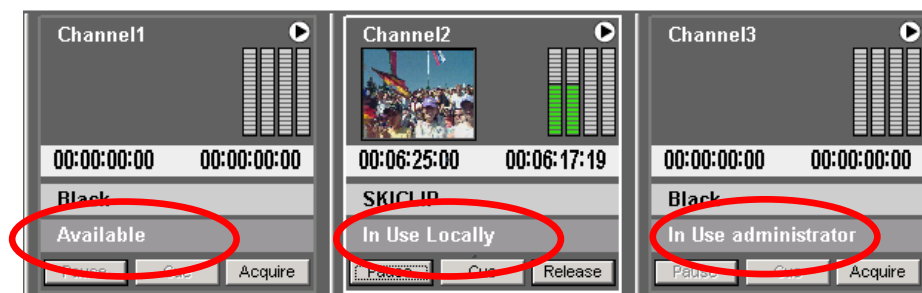 Channel1
00:00:00:00 00:00:00:00
Black
Available
Pause Cue Acquire
Channel2
00:06:25:00 00:06:17:19
SKICLIP
In Use Locally
Pause Cue Release
Channel3
00:00:00:00 00:00:00:00
Black
In Use administrator
Pause Cue Acquire